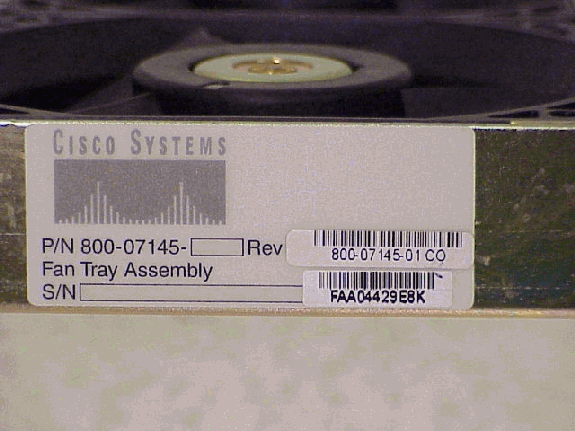 CISCO SYSTEMS
P/N 800-07145- Rev
800-07145-01 C0
Fan Tray Assembly
S/N
FAA04429E8K